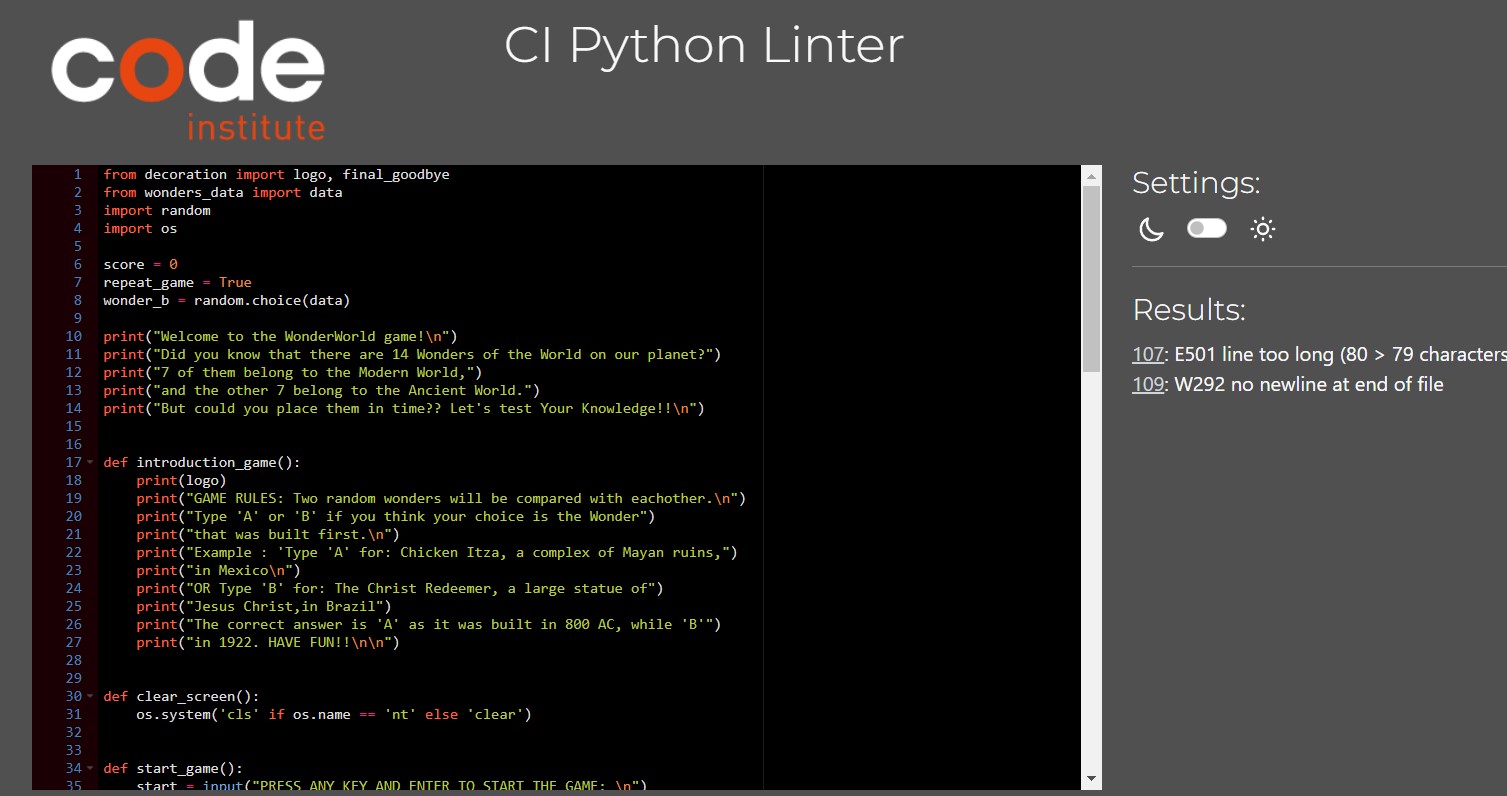 code
institute
CI Python Linter
1 from decoration import logo, final_goodbye
2 from wonders_data import data
3 import random
4 import os
5
6 score = 0
7 repeat_game = True
8 wonder_b = random.choice(data)
9
10 print("Welcome to the WonderWorld game!\n")
11 print("Did you know that there are 14 Wonders of the World on our planet?")
12 print("7 of them belong to the Modern World,")
13 print("and the other 7 belong to the Ancient World.")
14 print("But could you place them in time?? Let's test Your Knowledge!!\n")
15
16
17 def introduction_game():
18     print(logo)
19     print("GAME RULES: Two random wonders will be compared with eachother.\n")
20     print("Type 'A' or 'B' if you think your choice is the Wonder")
21     print("that was built first.\n")
22     print("Example : 'Type 'A' for: Chicken Itza, a complex of Mayan ruins,")
23     print("in Mexico\n")
24     print("OR Type 'B' for: The Christ Redeemer, a large statue of")
25     print("Jesus Christ,in Brazil")
26     print("The correct answer is 'A' as it was built in 800 AC, while 'B'")
27     print("in 1922. HAVE FUN!!\n\n")
28
29
30 def clear_screen():
31     os.system('cls' if os.name == 'nt' else 'clear')
32
33
34 def start_game():
35     start = input("PRESS ANY KEY AND ENTER TO START THE GAME: \n")
Settings:
Results:
107: E501 line too long (80 > 79 characters
109: W292 no newline at end of file